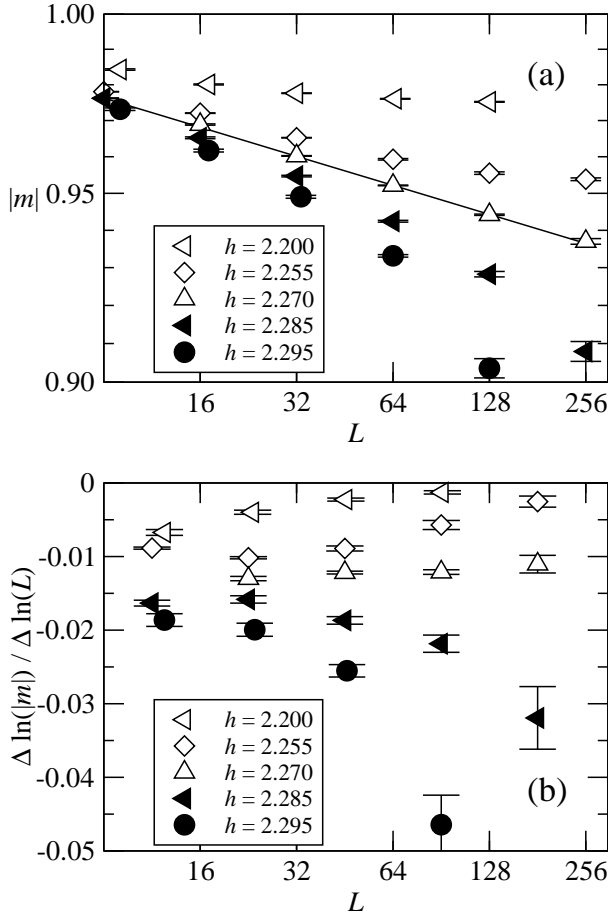 1.00
(a)
0.95
|m|
h = 2.200
h = 2.255
h = 2.270
h = 2.285
h = 2.295
0.90
16 32 64 128 256
L
0
-0.01
-0.02
-0.03
-0.04
-0.05
Δ ln(|m|) / Δ ln(L)
h = 2.200
h = 2.255
h = 2.270
h = 2.285
h = 2.295
(b)
16 32 64 128 256
L